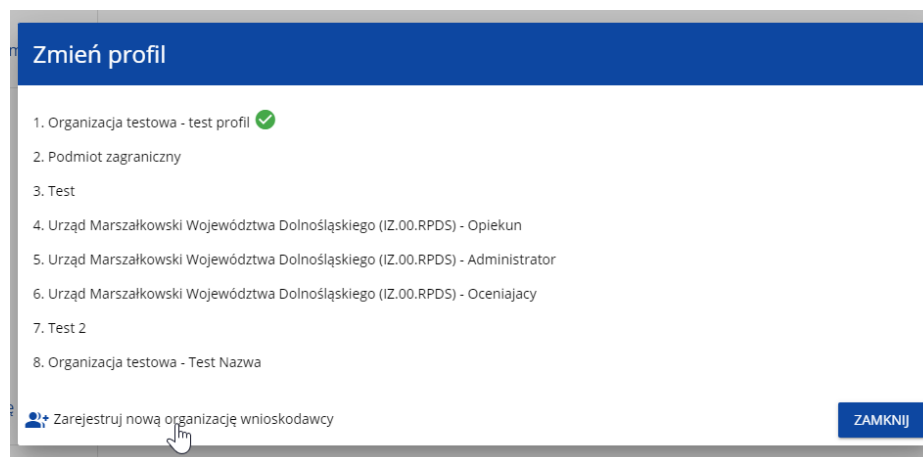 Zmień profil
1. Organizacja testowa - test profil
2. Podmiot zagraniczny
3. Test
4. Urząd Marszałkowski Województwa Dolnośląskiego (IZ.00.RPDS) - Opiekun
5. Urząd Marszałkowski Województwa Dolnośląskiego (IZ.00.RPDS) - Administrator
6. Urząd Marszałkowski Województwa Dolnośląskiego (IZ.00.RPDS) - Oceniajacy
7. Test 2
8. Organizacja testowa - Test Nazwa
Zarejestruj nową organizację wnioskodawcy
ZAMKNIJ